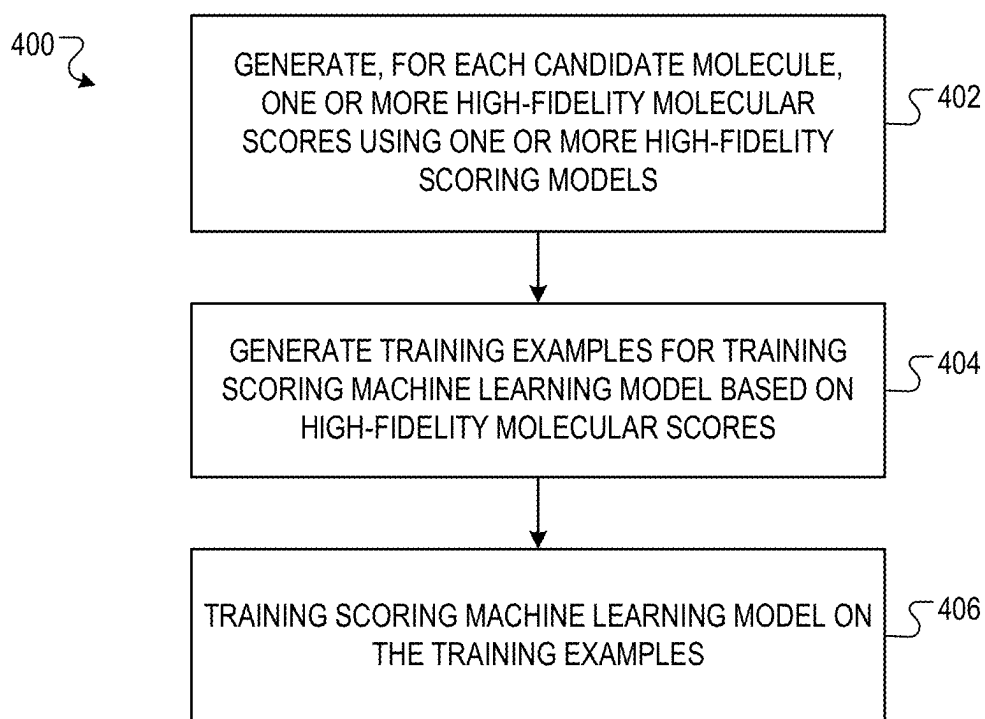 400
GENERATE, FOR EACH CANDIDATE MOLECULE,
ONE OR MORE HIGH-FIDELITY MOLECULAR
SCORES USING ONE OR MORE HIGH-FIDELITY
SCORING MODELS
402
GENERATE TRAINING EXAMPLES FOR TRAINING
SCORING MACHINE LEARNING MODEL BASED ON
HIGH-FIDELITY MOLECULAR SCORES
404
TRAINING SCORING MACHINE LEARNING MODEL ON
THE TRAINING EXAMPLES
406